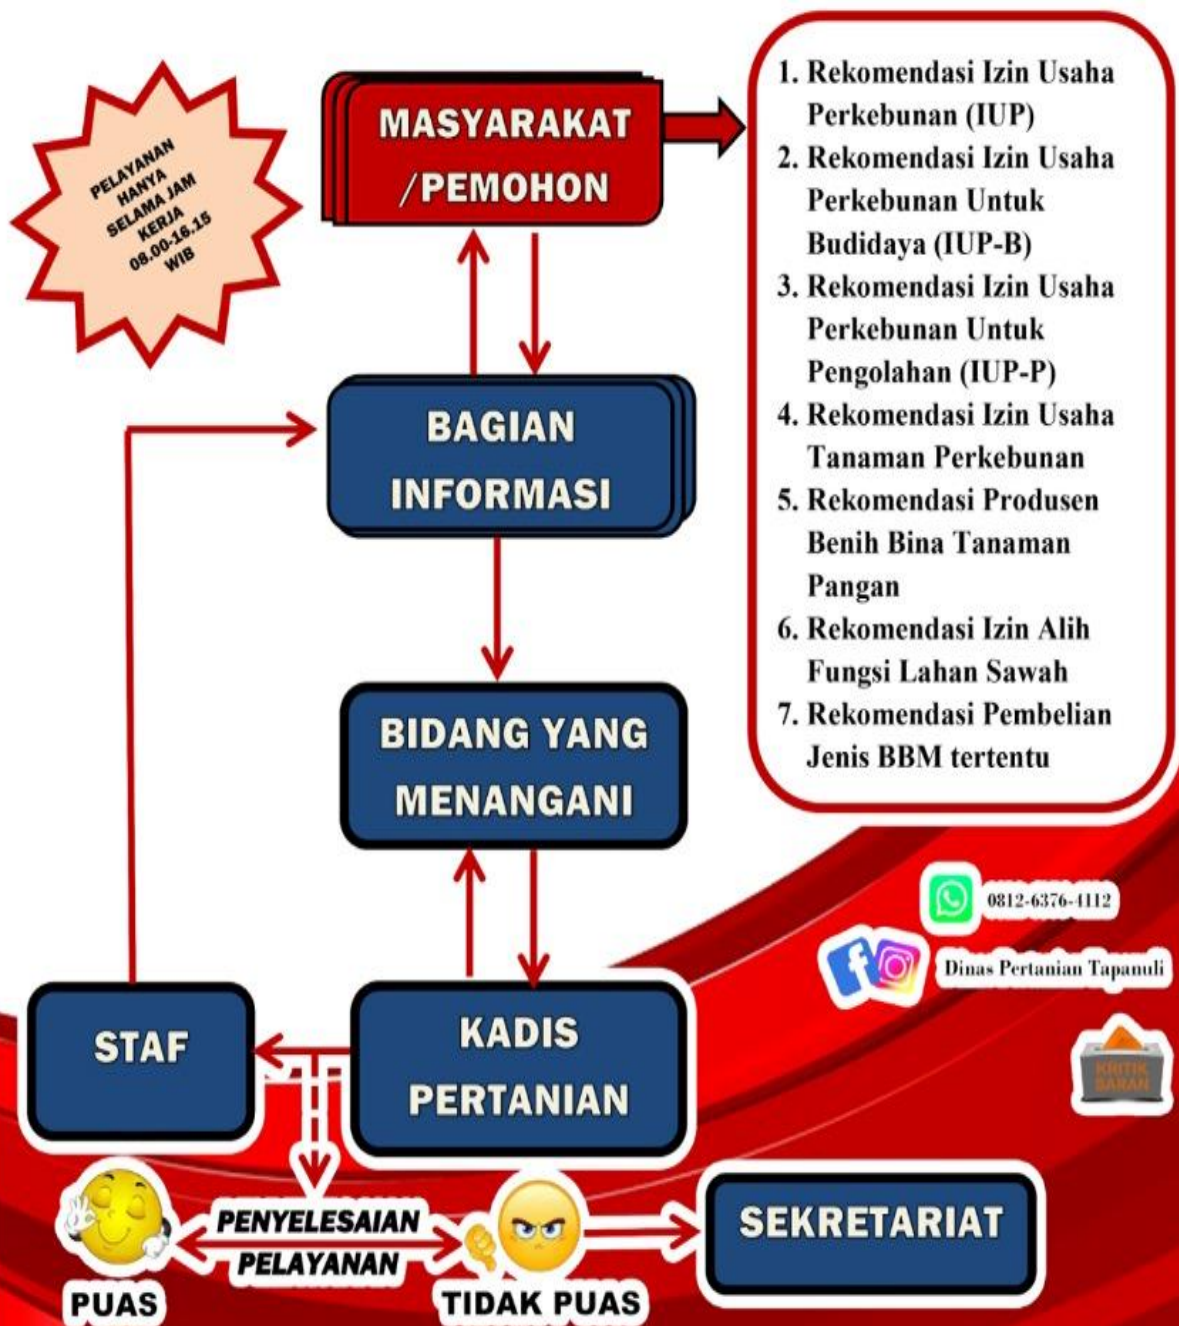 PELAYANAN
HANYA
SELAMA JAM
KERJA
08.00-16.15
WIB
MASYARAKAT
/PEMOHON
1. Rekomendasi Izin Usaha
Perkebunan (IUP)
2. Rekomendasi Izin Usaha
Perkebunan Untuk
Budidaya (IUP-B)
3. Rekomendasi Izin Usaha
Perkebunan Untuk
Pengolahan (IUP-P)
4. Rekomendasi Izin Usaha
Tanaman Perkebunan
5. Rekomendasi Produsen
Benih Bina Tanaman
Pangan
6. Rekomendasi Izin Alih
Fungsi Lahan Sawah
7. Rekomendasi Pembelian
Jenis BBM tertentu
BAGIAN
INFORMASI
BIDANG YANG
MENANGANI
0812-6376-4112
Dinas Pertanian Tapanuli
KRITIK
SARAN
STAF
KADIS
PERTANIAN
PENYELESAIAN
PELAYANAN
PUAS
TIDAK PUAS
SEKRETARIAT